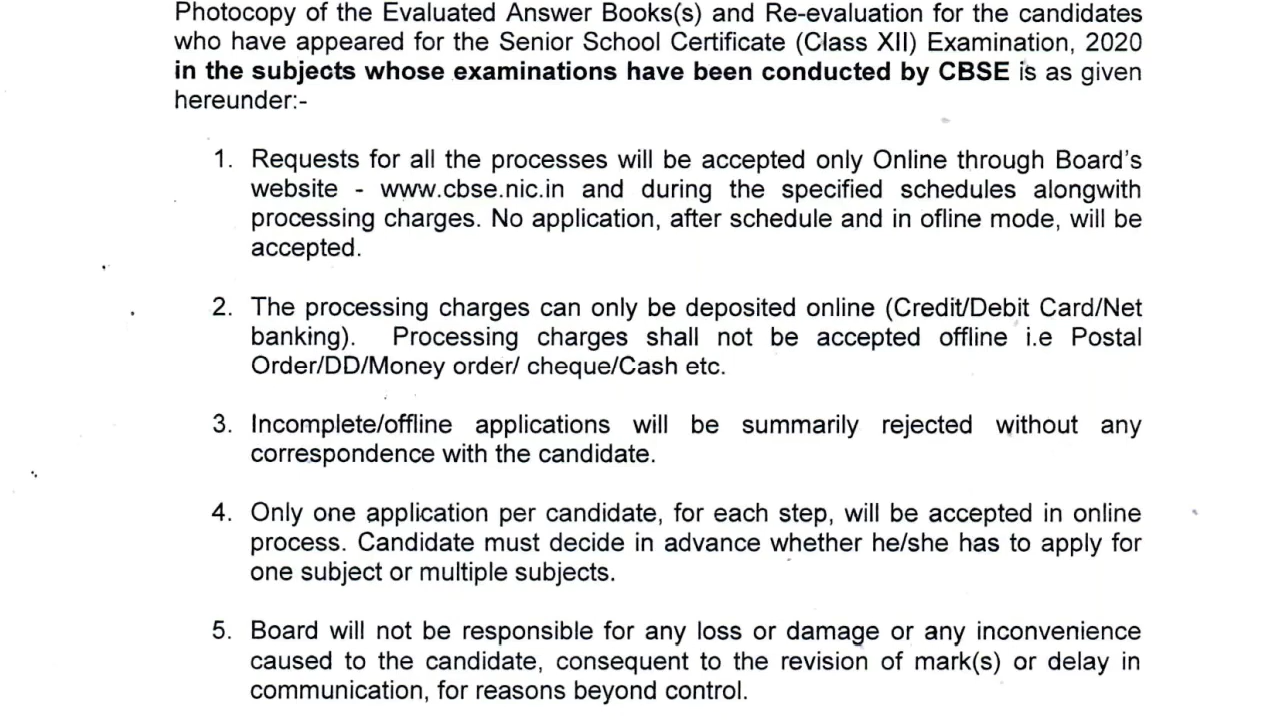 Photocopy of the Evaluated Answer Books(s) and Re-evaluation for the candidates
who have appeared for the Senior School Certificate (Class XII) Examination, 2020
in the subjects whose examinations have been conducted by CBSE is as given
hereunder:-
1. Requests for all the processes will be accepted only Online through Board's
website - www.cbse.nic.in and during the specified schedules alongwith
processing charges. No application, after schedule and in ofline mode, will be
accepted.
2. The processing charges can only be deposited online (Credit/Debit Card/Net
banking). Processing charges shall not be accepted offline i.e Postal
Order/DD/Money order/ cheque/Cash etc.
3. Incomplete/offline applications will be summarily rejected without any
correspondence with the candidate.
4. Only one application per candidate, for each step, will be accepted in online
process. Candidate must decide in advance whether he/she has to apply for
one subject or multiple subjects.
5. Board will not be responsible for any loss or damage or any inconvenience
caused to the candidate, consequent to the revision of mark(s) or delay in
communication, for reasons beyond control.